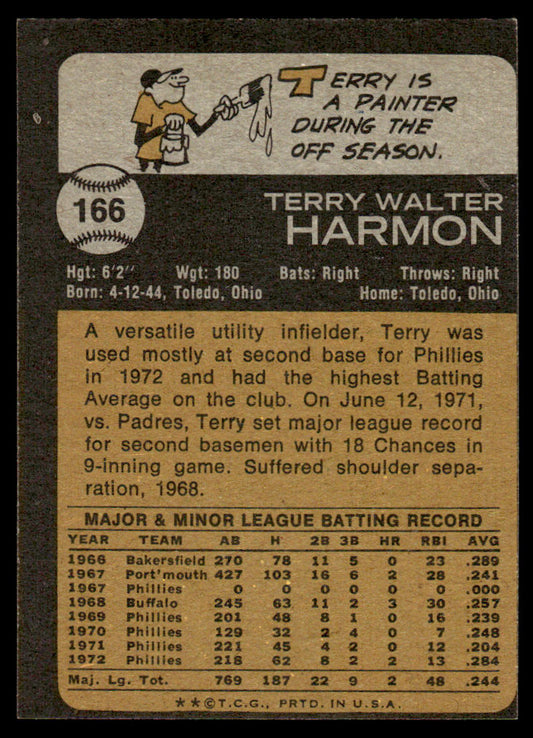 TERRY IS
A PAINTER
DURING THE
OFF SEASON.
166
TERRY WALTER
HARMON
Hgt: 6'2" Wgt: 180 Bats: Right Throws: Right
Born: 4-12-44, Toledo, Ohio Home: Toledo, Ohio
A versatile utility infielder, Terry was
used mostly at second base for Phillies
in 1972 and had the highest Batting
Average on the club. On June 12, 1971,
vs. Padres, Terry set major league record
for second basemen with 18 Chances in
9-inning game. Suffered shoulder sepa-
ration, 1968.
MAJOR & MINOR LEAGUE BATTING RECORD
YEAR TEAM AB H 2B 3B HR RBI AVG
1966 Bakersfield 270 78 11 5 0 23 .289
1967 Port'mouth 427 103 16 6 2 28 .241
1967 Phillies 0 0 0 0 0 0 .000
1968 Buffalo 245 63 11 2 3 30 .257
1969 Phillies 201 48 8 1 0 16 .239
1970 Phillies 129 32 2 4 0 7 .248
1971 Phillies 221 45 4 2 0 12 .204
1972 Phillies 218 62 8 2 2 13 .284
Maj. Lg. Tot. 769 187 22 9 2 48 .244
**©T.C.G., PRTD. IN U.S.A.